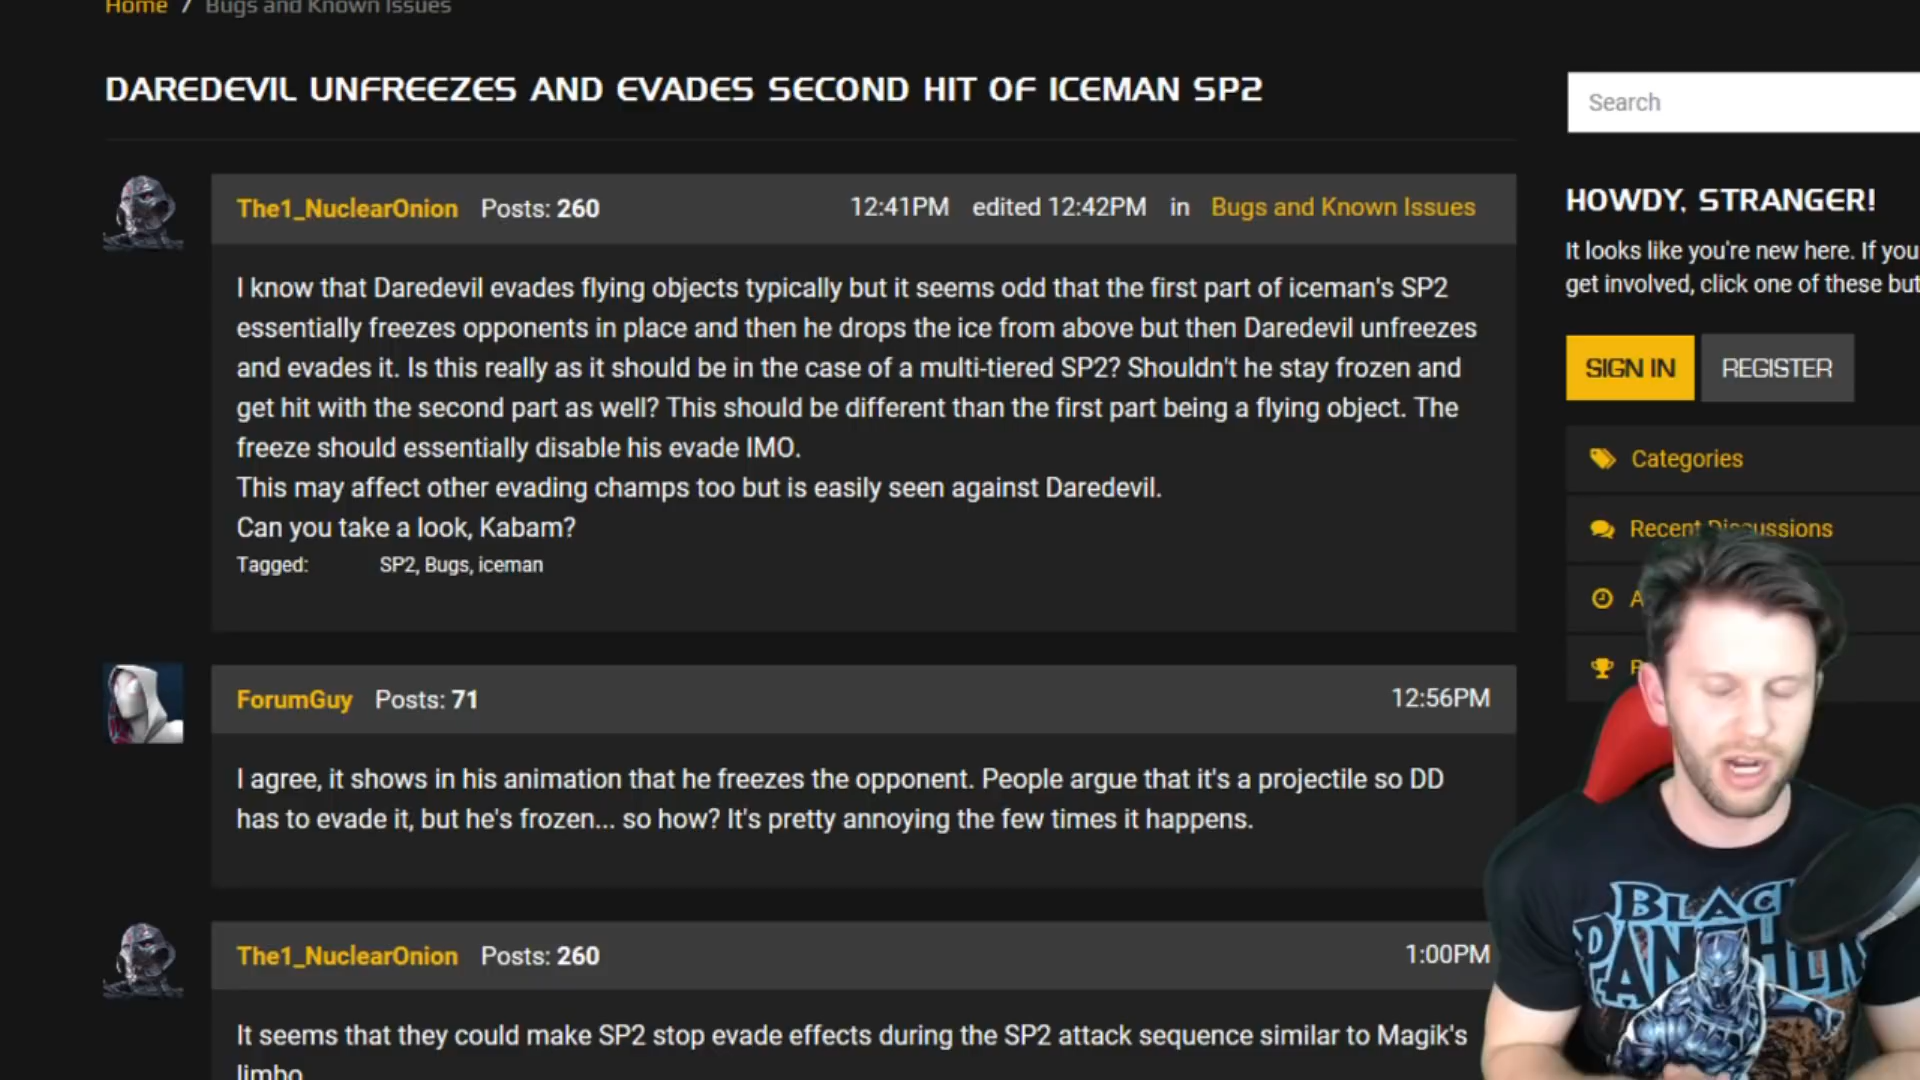 Home / Bugs and Known Issues
DAREDEVIL UNFREEZES AND EVADES SECOND HIT OF ICEMAN SP2
Search
The1_NuclearOnion Posts: 260 12:41PM edited 12:42PM in Bugs and Known Issues
I know that Daredevil evades flying objects typically but it seems odd that the first part of iceman's SP2
essentially freezes opponents in place and then he drops the ice from above but then Daredevil unfreezes
and evades it. Is this really as it should be in the case of a multi-tiered SP2? Shouldn't he stay frozen and
get hit with the second part as well? This should be different than the first part being a flying object. The
freeze should essentially disable his evade IMO.
This may affect other evading champs too but is easily seen against Daredevil.
Can you take a look, Kabam?
Tagged: SP2, Bugs, iceman
HOWDY, STRANGER!
It looks like you're new here. If you
get involved, click one of these but
SIGN IN REGISTER
Categories
Recent Discussions
A
P
ForumGuy Posts: 71 12:56PM
I agree, it shows in his animation that he freezes the opponent. People argue that it's a projectile so DD
has to evade it, but he's frozen... so how? It's pretty annoying the few times it happens.
The1_NuclearOnion Posts: 260 1:00PM
It seems that they could make SP2 stop evade effects during the SP2 attack sequence similar to Magik's
limbo
BLAC
PANTHER